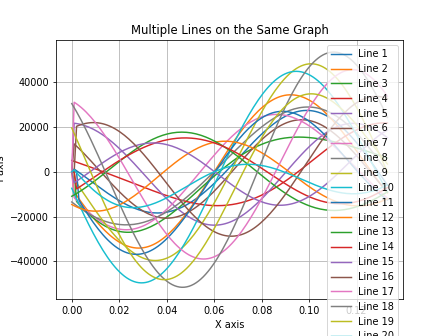 Multiple Lines on the Same Graph
40000
20000
0
−20000
−40000
0.00
0.02
0.04
0.06
0.08
0.10
X axis
Line 1
Line 2
Line 3
Line 4
Line 5
Line 6
Line 7
Line 8
Line 9
Line 10
Line 11
Line 12
Line 13
Line 14
Line 15
Line 16
Line 17
Line 18
Line 19
Line 20